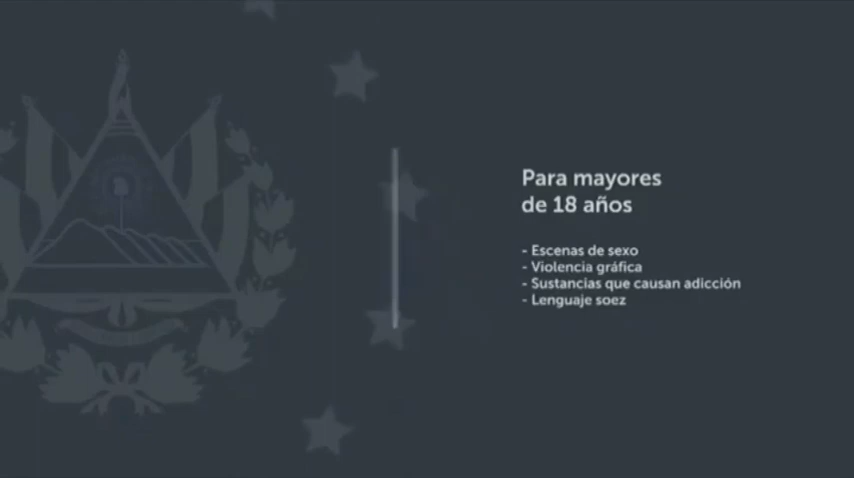 Para mayores
de 18 años
- Escenas de sexo
- Violencia gráfica
- Sustancias que causan adicción
- Lenguaje soez